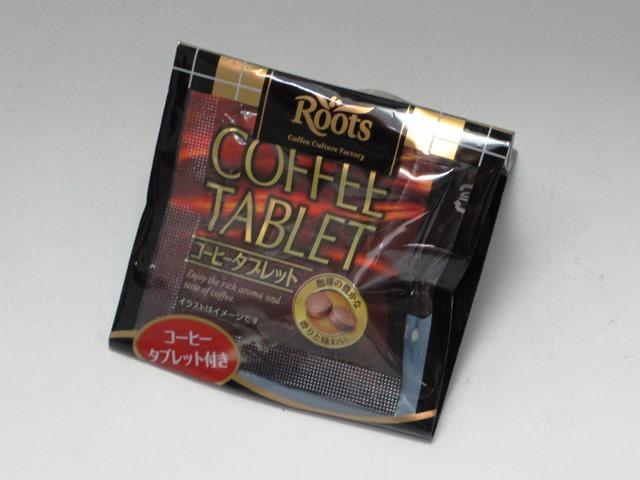 Roots
Coffee Culture Factory
COFFEE
TABLET
コーヒータブレット
Enjoy the rich aroma and
taste of coffee.
イラストはイメージです
珈琲の豊かな
香りと味わい
コーヒー
タブレット付き